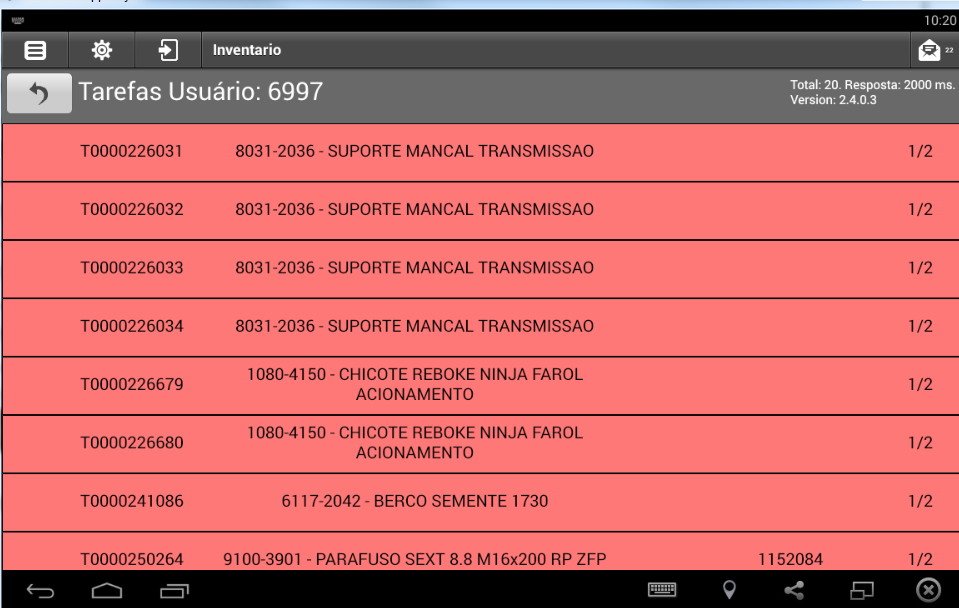 10:20
Inventario
22
Tarefas Usuário: 6997
Total: 20. Resposta: 2000 ms.
Version: 2.4.0.3
T0000226031 8031-2036 - SUPORTE MANCAL TRANSMISSAO 1/2
T0000226032 8031-2036 - SUPORTE MANCAL TRANSMISSAO 1/2
T0000226033 8031-2036 - SUPORTE MANCAL TRANSMISSAO 1/2
T0000226034 8031-2036 - SUPORTE MANCAL TRANSMISSAO 1/2
T0000226679 1080-4150 - CHICOTE REBOKE NINJA FAROL
ACIONAMENTO 1/2
T0000226680 1080-4150 - CHICOTE REBOKE NINJA FAROL
ACIONAMENTO 1/2
T0000241086 6117-2042 - BERCO SEMENTE 1730 1/2
T0000250264 9100-3901 - PARAFUSO SEXT 8.8 M16x200 RP ZFP 1152084 1/2